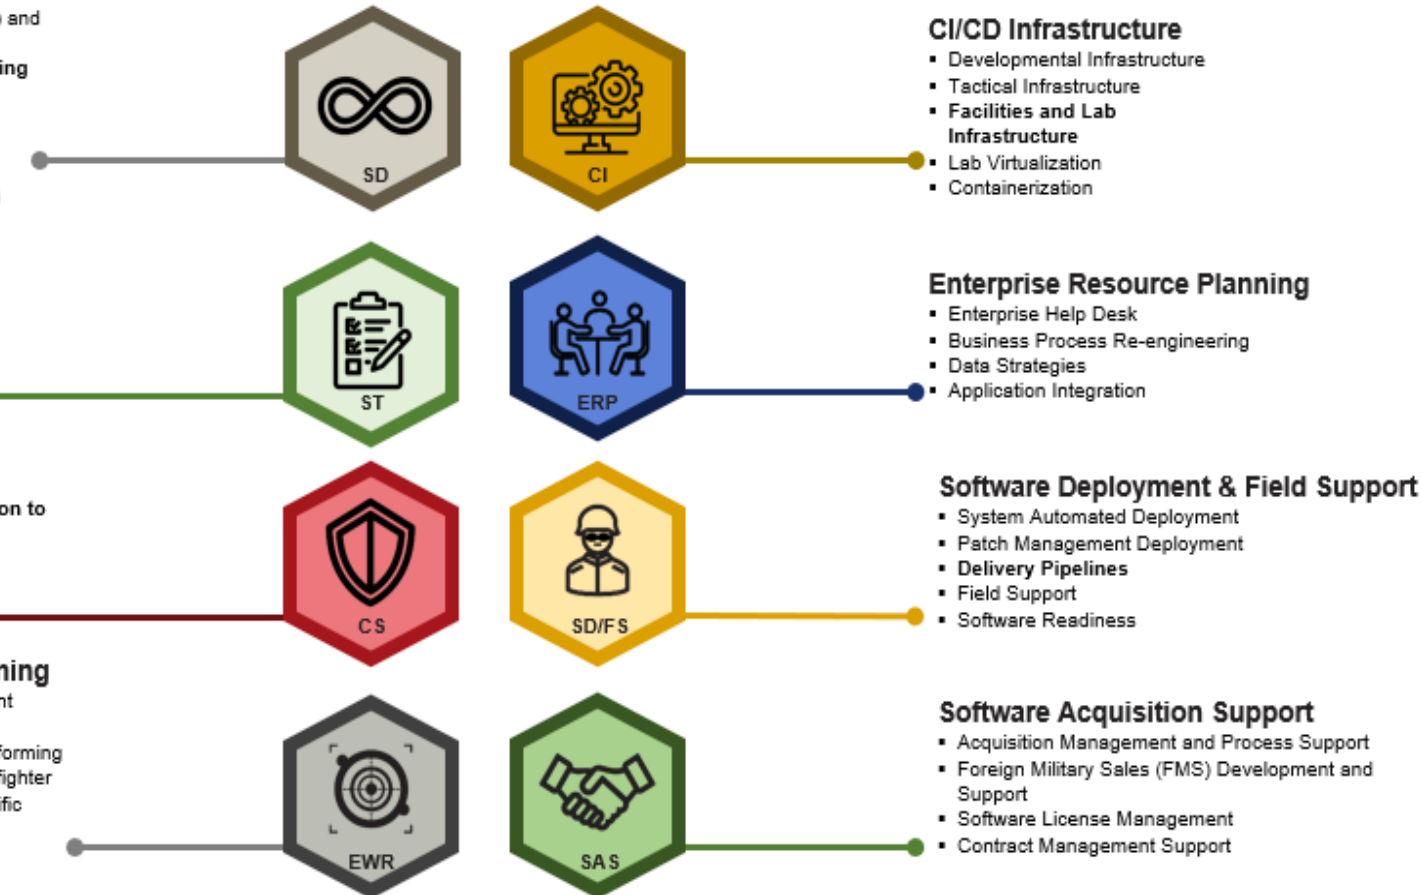 and
ing
SD
CI
CI/CD Infrastructure
▪ Developmental Infrastructure
▪ Tactical Infrastructure
▪ Facilities and Lab
Infrastructure
▪ Lab Virtualization
▪ Containerization
ST
ERP
Enterprise Resource Planning
▪ Enterprise Help Desk
▪ Business Process Re-engineering
▪ Data Strategies
▪ Application Integration
on to
CS
SD/FS
Software Deployment & Field Support
▪ System Automated Deployment
▪ Patch Management Deployment
▪ Delivery Pipelines
▪ Field Support
▪ Software Readiness
ning
nt
forming
fighter
ific
EWR
SAS
Software Acquisition Support
▪ Acquisition Management and Process Support
▪ Foreign Military Sales (FMS) Development and
Support
▪ Software License Management
▪ Contract Management Support